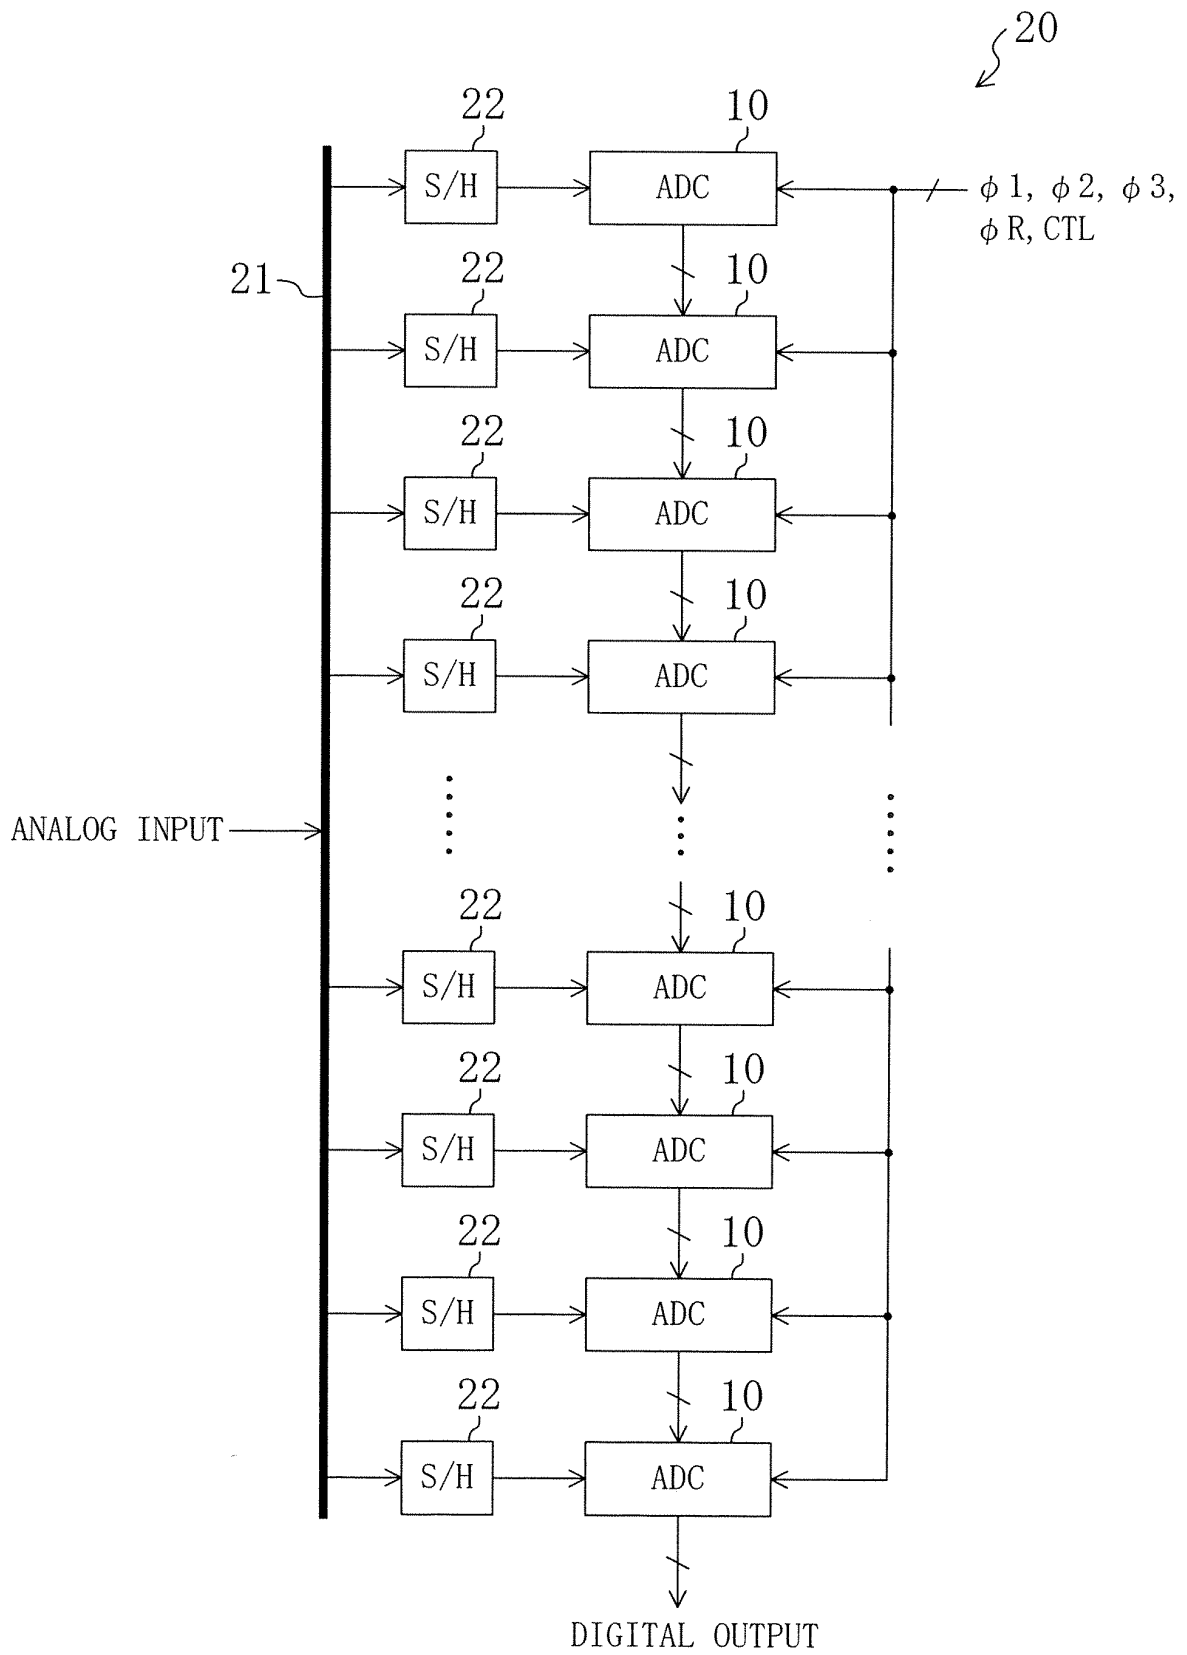 20
22 10
S/H ADC φ1, φ2, φ3,
φR, CTL
21
22 10
S/H ADC
22 10
S/H ADC
22 10
S/H ADC
ANALOG INPUT
22 10
S/H ADC
22 10
S/H ADC
22 10
S/H ADC
22 10
S/H ADC
DIGITAL OUTPUT